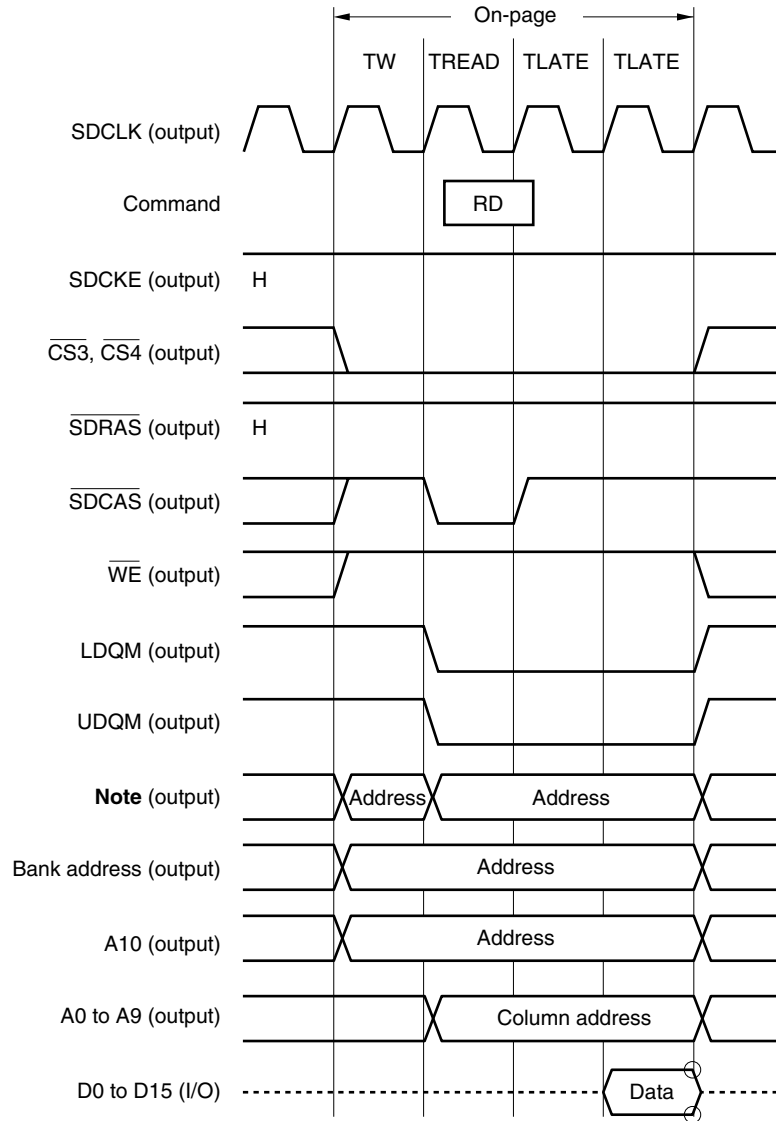 On-page
TW TREAD TLATE TLATE
SDCLK (output)
Command RD
SDCKE (output) H
CS3, CS4 (output)
SDRAS (output) H
SDCAS (output)
WE (output)
LDQM (output)
UDQM (output)
Note (output) Address Address
Bank address (output) Address
A10 (output) Address
A0 to A9 (output) Column address
D0 to D15 (I/O) Data